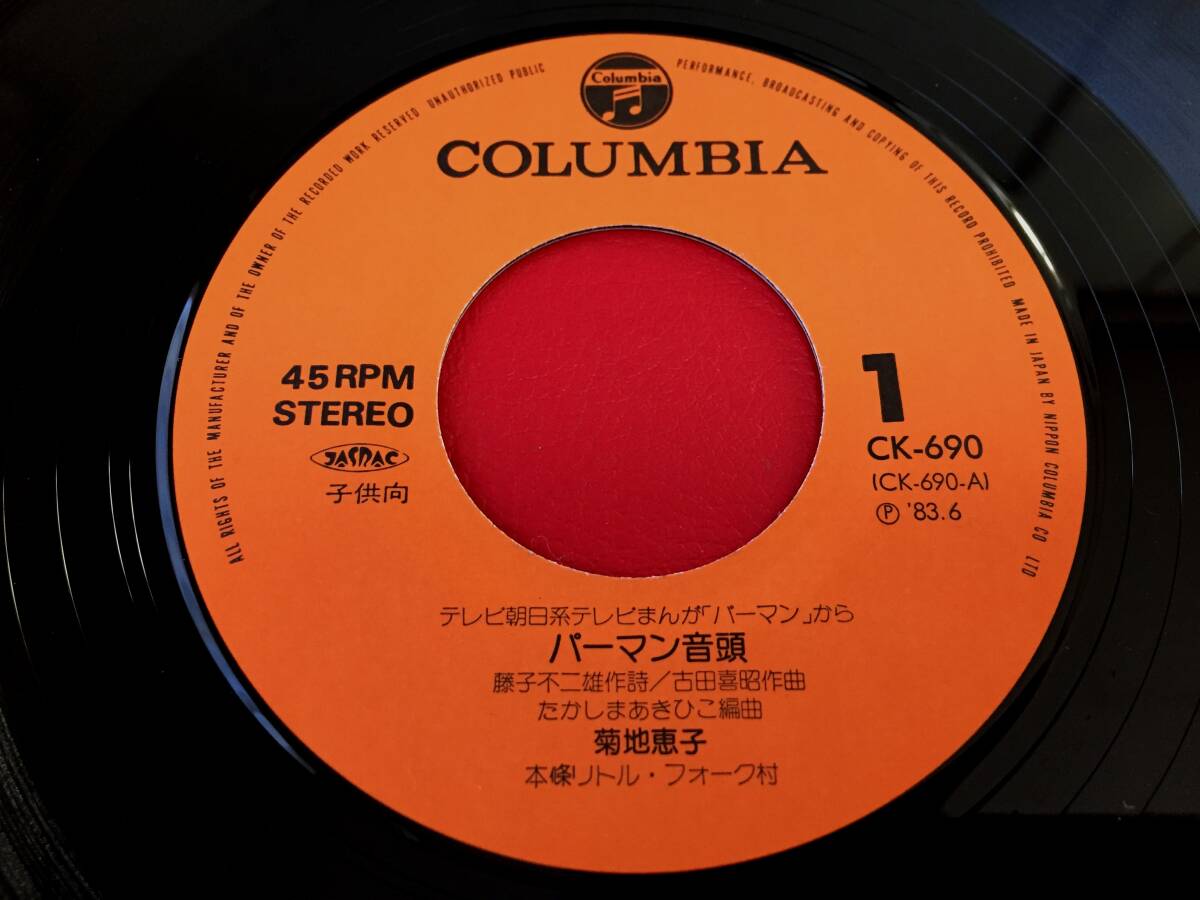 ALL RIGHTS OF THE MANUFACTURER AND OF THE OWNER OF THE RECORDED WORK RESERVED UNAUTHORIZED PUBLIC PERFORMANCE, BROADCASTING AND COPYING OF THIS RECORD PROHIBITED MADE IN JAPAN BY NIPPON COLUMBIA CO. LTD
Columbia
COLUMBIA
45 RPM
STEREO
JASRAC
子供向
1
CK-690
(CK-690-A)
Ⓟ '83.6
テレビ朝日系テレビまんが「パーマン」から
パーマン音頭
藤子不二雄作詩/古田喜昭作曲
たかしまあきひこ編曲
菊地恵子
本條リトル・フォーク村